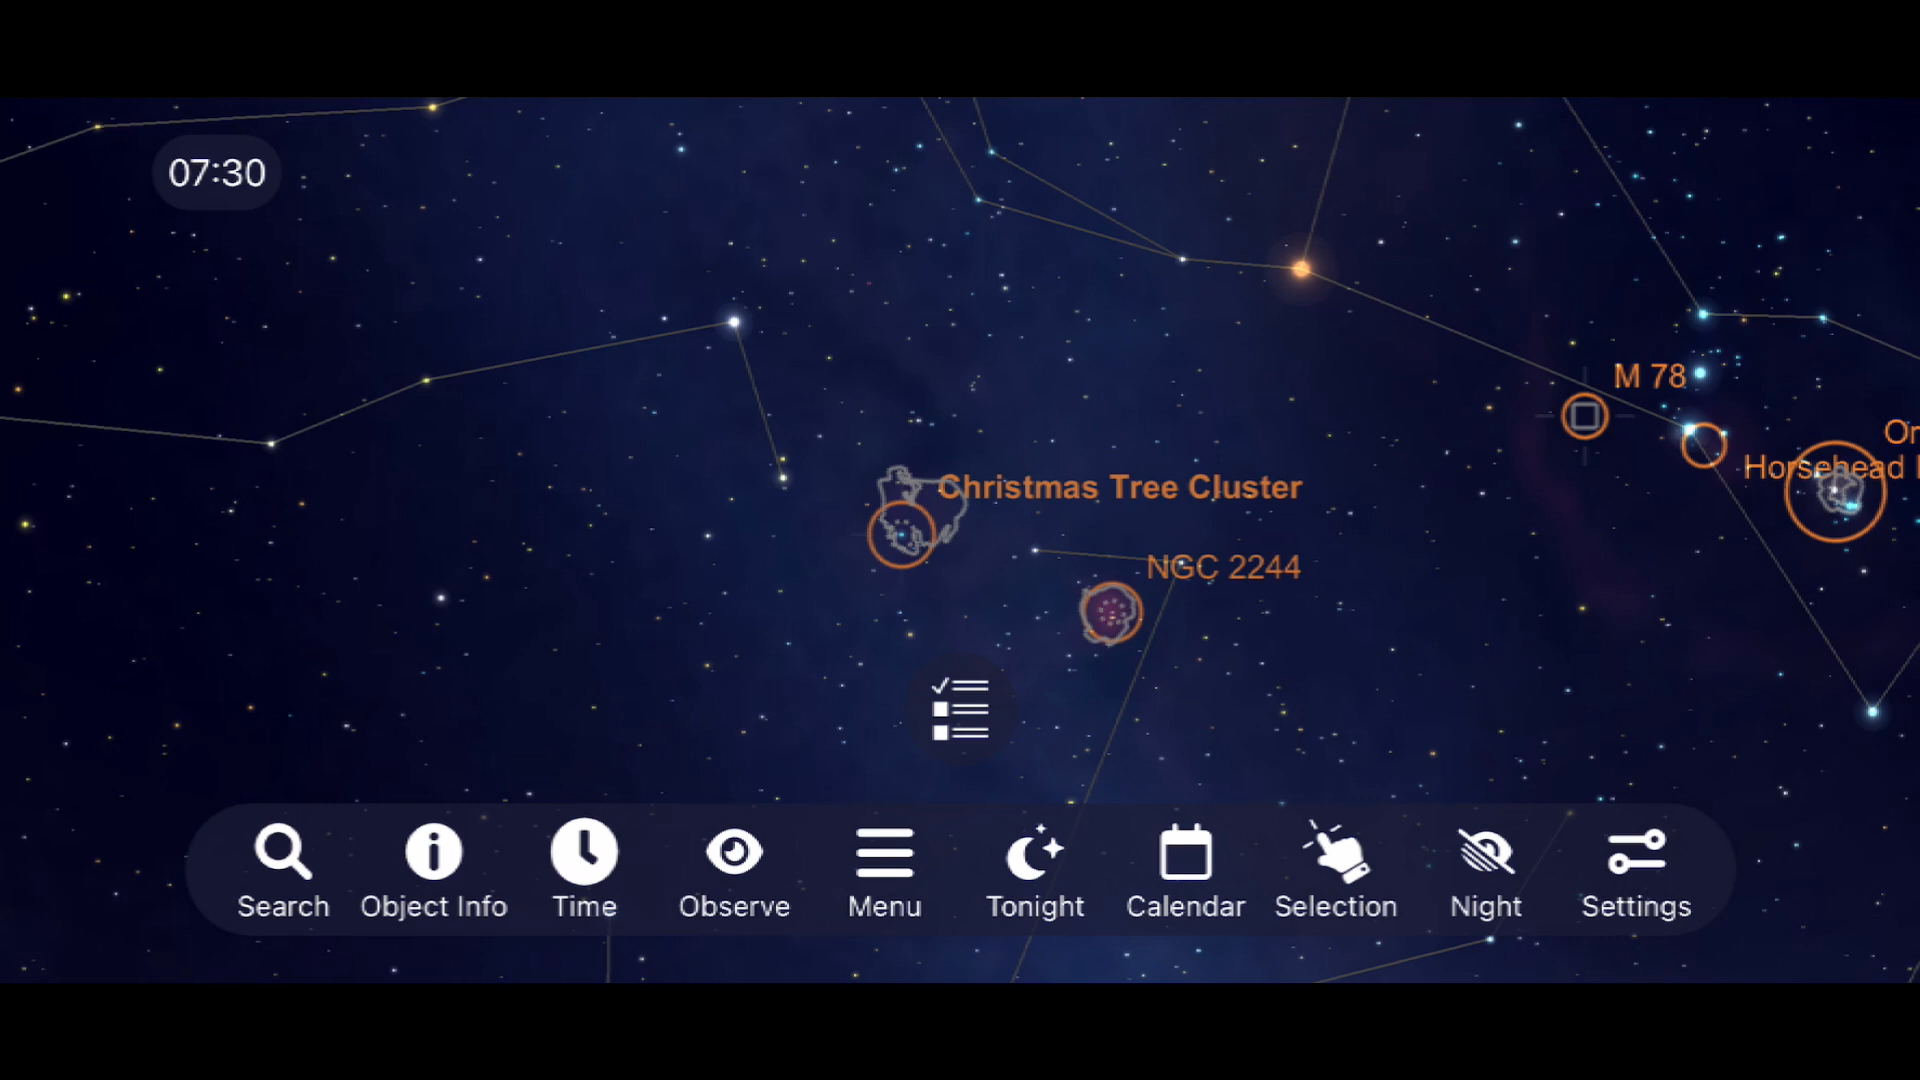 07:30
M 78
Or
Horsehead
Christmas Tree Cluster
NGC 2244
Search
Object Info
Time
Observe
Menu
Tonight
Calendar
Selection
Night
Settings